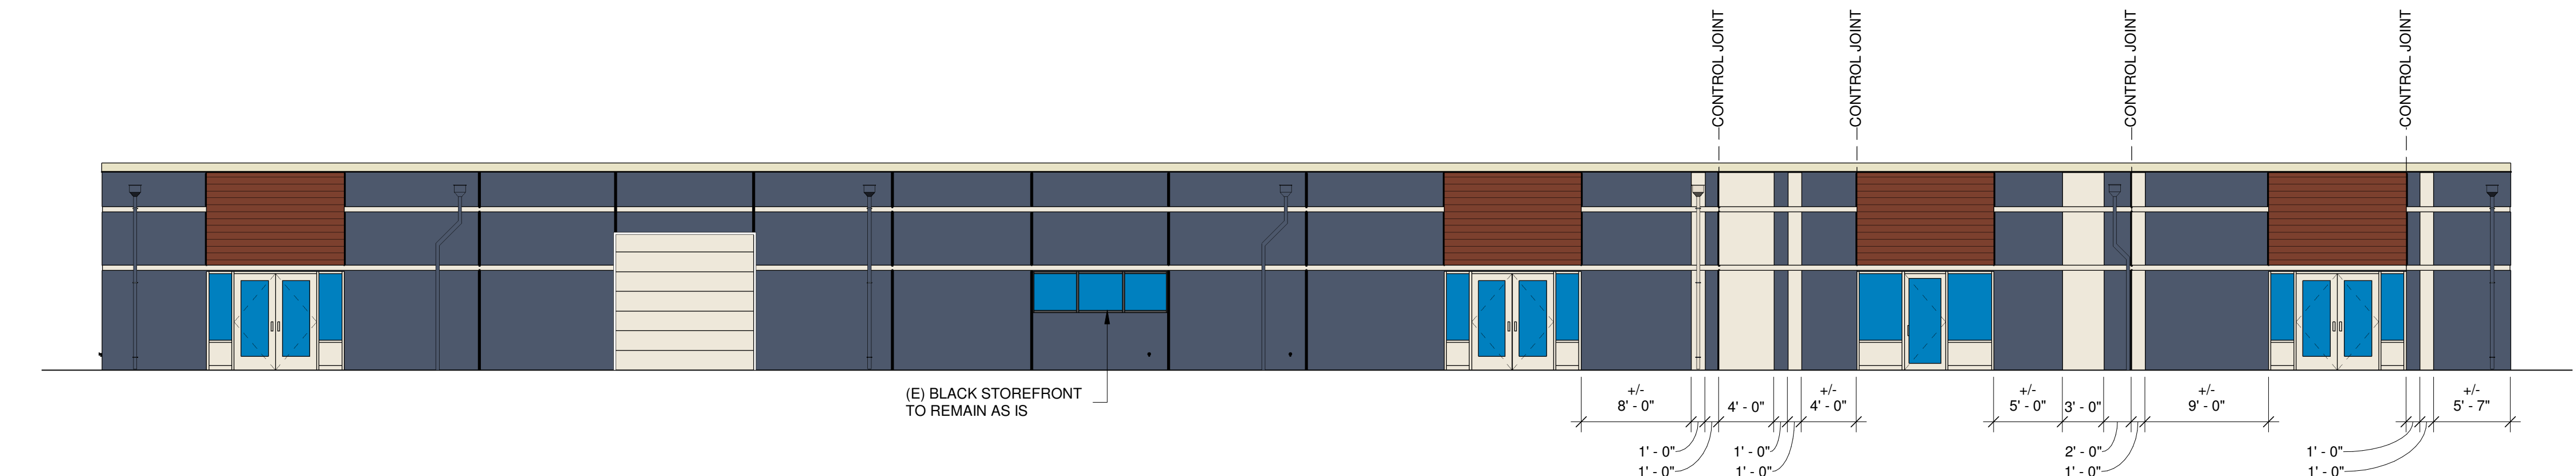 CONTROL JOINT
CONTROL JOINT
CONTROL JOINT
CONTROL JOINT
(E) BLACK STOREFRONT
TO REMAIN AS IS
+/-
8' - 0"
4' - 0"
+/-
4' - 0"
+/-
5' - 0"
3' - 0"
+/-
9' - 0"
+/-
5' - 7"
1' - 0"
1' - 0"
1' - 0"
1' - 0"
2' - 0"
1' - 0"
1' - 0"
1' - 0"